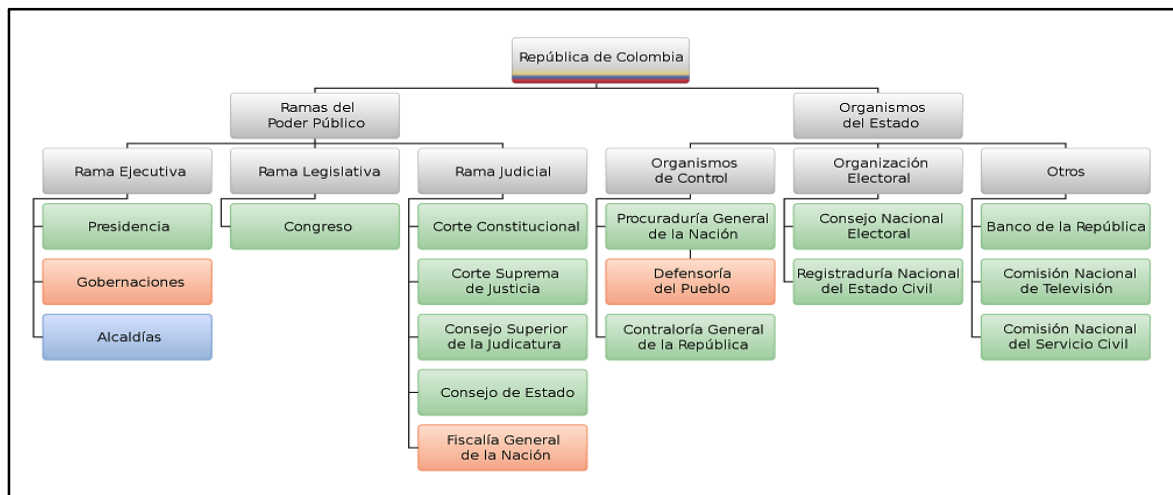 República de Colombia
Ramas del
Poder Público
Organismos
del Estado
Rama Ejecutiva
Rama Legislativa
Rama Judicial
Organismos
de Control
Organización
Electoral
Otros
Presidencia
Gobernaciones
Alcaldías
Congreso
Corte Constitucional
Corte Suprema
de Justicia
Consejo Superior
de la Judicatura
Consejo de Estado
Fiscalía General
de la Nación
Procuraduría General
de la Nación
Defensoría
del Pueblo
Contraloría General
de la República
Consejo Nacional
Electoral
Registraduría Nacional
del Estado Civil
Banco de la República
Comisión Nacional
de Televisión
Comisión Nacional
del Servicio Civil